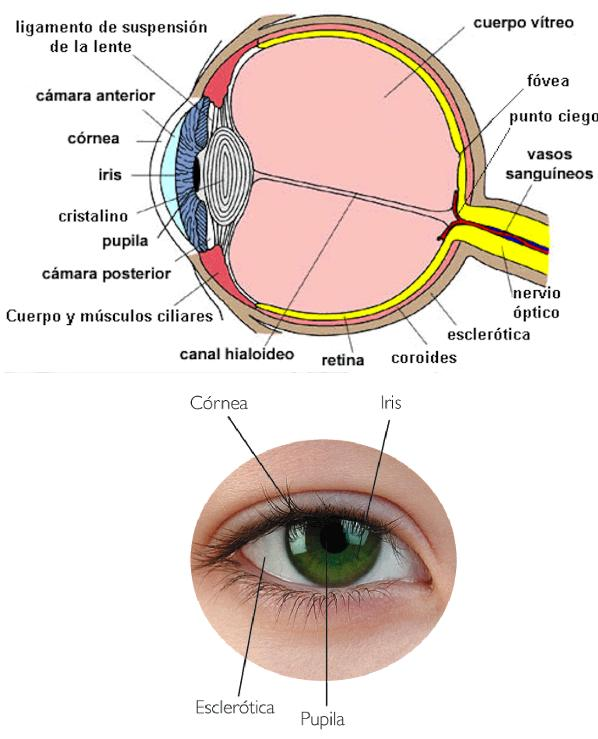 ligamento de suspensión
de la lente
cuerpo vítreo
cámara anterior
fóvea
punto ciego
córnea
vasos
sanguíneos
iris
cristalino
pupila
cámara posterior
nervio
óptico
Cuerpo y músculos ciliares
esclerótica
canal hialoideo
retina
coroides
Córnea
Iris
Esclerótica
Pupila